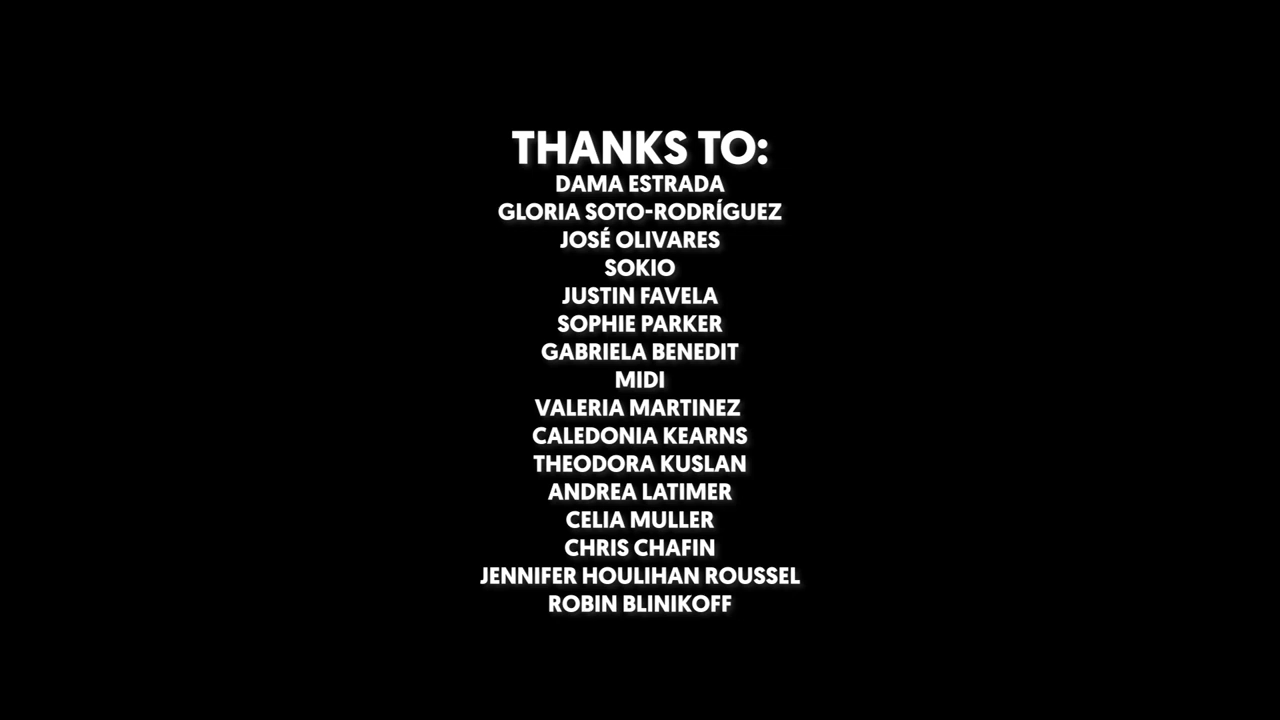 THANKS TO:
DAMA ESTRADA
GLORIA SOTO-RODRÍGUEZ
JOSÉ OLIVARES
SOKIO
JUSTIN FAVELA
SOPHIE PARKER
GABRIELA BENEDIT
MIDI
VALERIA MARTINEZ
CALEDONIA KEARNS
THEODORA KUSLAN
ANDREA LATIMER
CELIA MULLER
CHRIS CHAFIN
JENNIFER HOULIHAN ROUSSEL
ROBIN BLINIKOFF